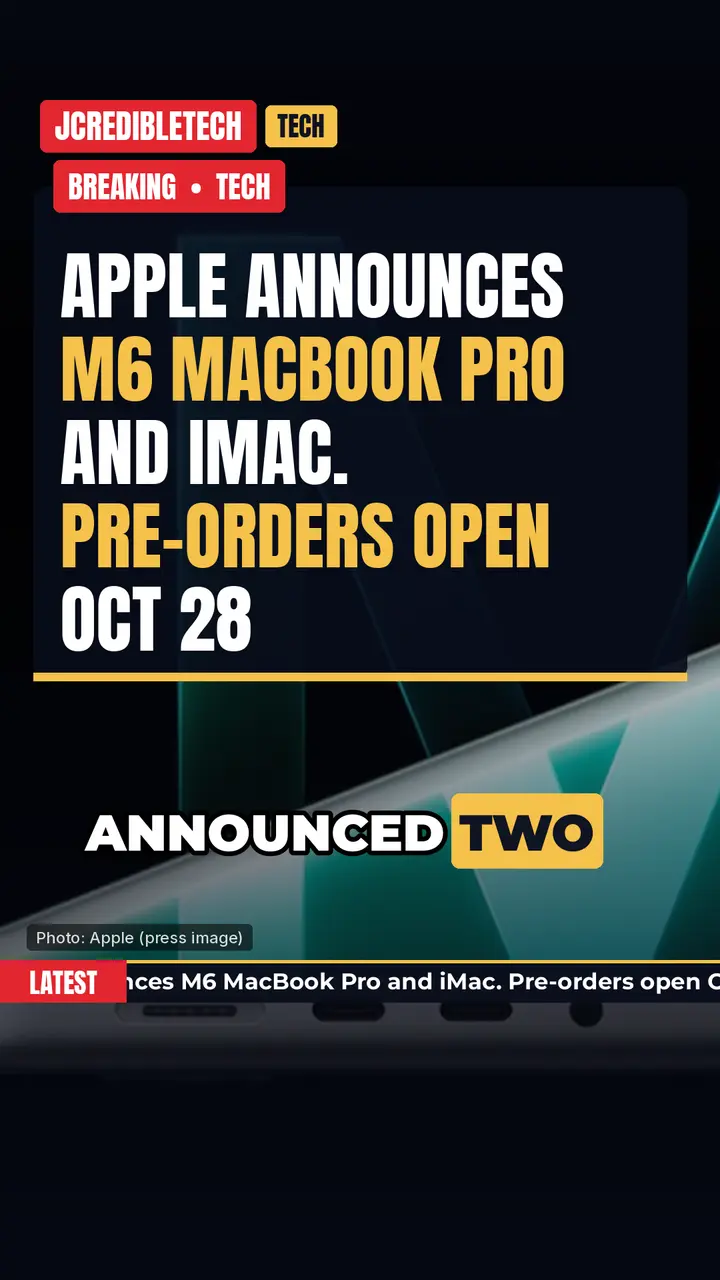 JCREDIBLETECH TECH
BREAKING • TECH
APPLE ANNOUNCES
M6 MACBOOK PRO
AND IMAC.
PRE-ORDERS OPEN
OCT 28
ANNOUNCED TWO
Photo: Apple (press image)
LATEST nces M6 MacBook Pro and iMac. Pre-orders open